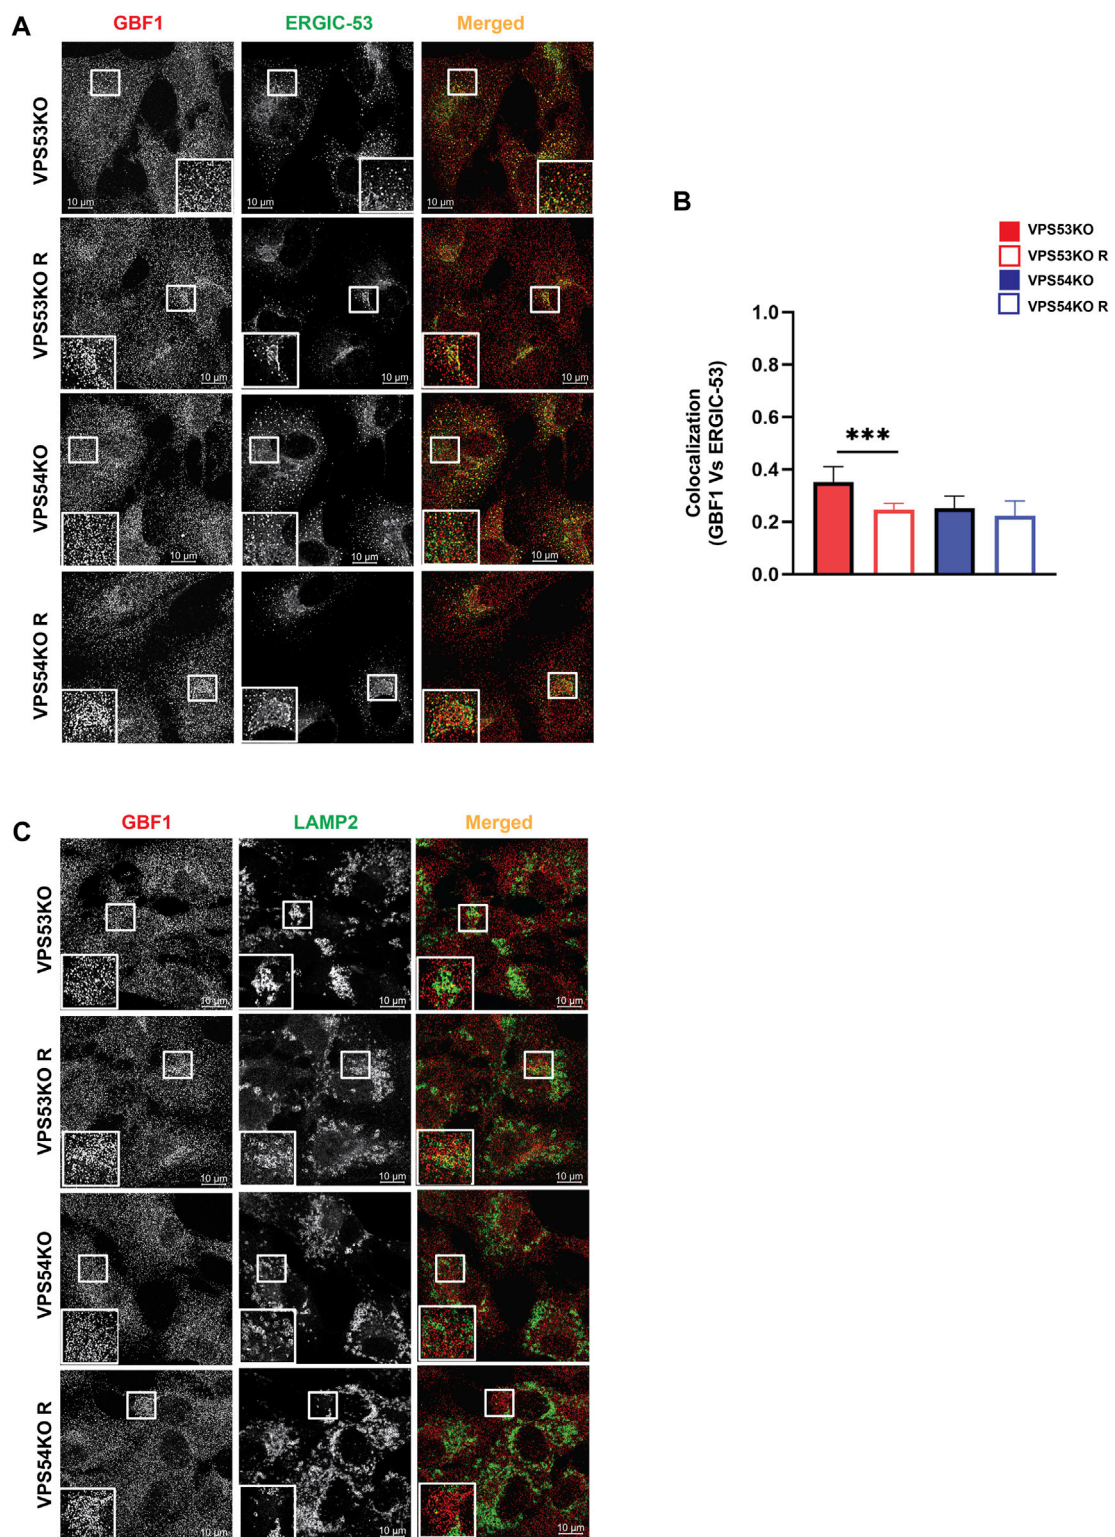 A
GBF1
ERGIC-53
Merged
VPS53KO
10 µm
10 µm
10 µm
VPS53KO R
10 µm
10 µm
10 µm
VPS54KO
10 µm
10 µm
10 µm
VPS54KO R
B
VPS53KO
VPS53KO R
VPS54KO
VPS54KO R
Colocalization
(GBF1 Vs ERGIC-53)
1.0
0.8
0.6
0.4
0.2
0.0
***
C
GBF1
LAMP2
Merged
VPS53KO
10 µm
10 µm
10 µm
VPS53KO R
10 µm
10 µm
10 µm
VPS54KO
10 µm
10 µm
10 µm
VPS54KO R
10 µm
10 µm
10 µm